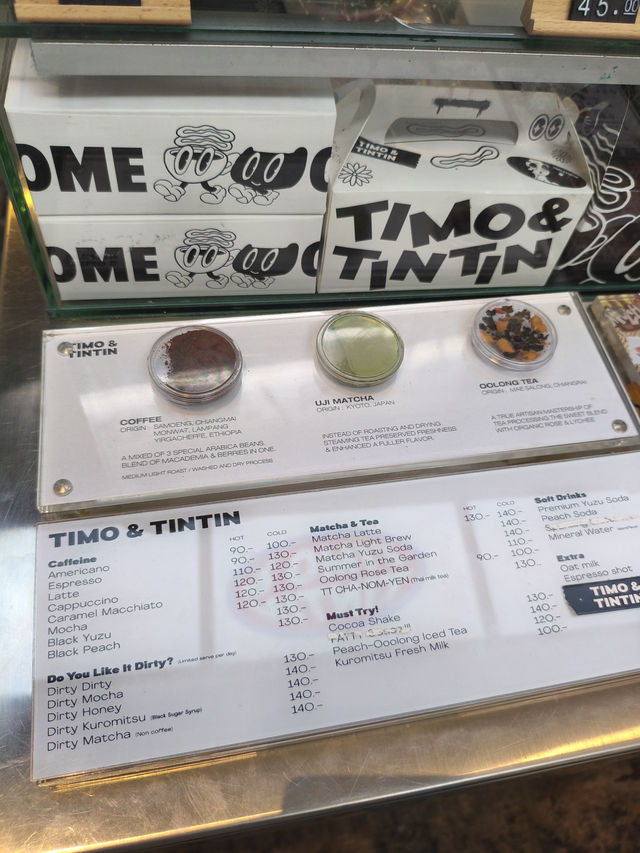 45.00
OME
OME
TIMO &
TINTIN
TIMO &
TINTIN
TIMO &
TINTIN
COFFEE
ORIGIN : SAMOENG, CHIANGMAI
MONWAT, LAMPANG
YIRGACHEFFE, ETHIOPIA
A MIXED OF 3 SPECIAL ARABICA BEANS.
BLEND OF MACADEMIA & BERRIES IN ONE.
MEDIUM LIGHT ROAST / WASHED AND DRY PROCESS
UJI MATCHA
ORIGIN : KYOTO, JAPAN
INSTEAD OF ROASTING AND DRYING
STEAMING TEA PRESERVED FRESHNESS
& ENHANCED A FULLER FLAVOR.
OOLONG TEA
ORIGIN : MAE-SALONG, CHIANGRAI
A TRUE ARTISAN MASTERSHIP OF
TEA PROCESSING. THE SWEET BLEND
WITH ORGANIC ROSE & LYCHEE
TIMO & TINTIN
HOT COLD
Caffeine
Americano 90.- 100.-
Espresso 90.- 130.-
Latte 110.- 120.-
Cappuccino 120.- 130.-
Caramel Macchiato 120.- 130.-
Mocha 120.- 130.-
Black Yuzu 130.-
Black Peach 130.-
Do You Like It Dirty? (Limited serve per day)
Dirty Dirty 130.-
Dirty Mocha 140.-
Dirty Honey 140.-
Dirty Kuromitsu (Black Sugar Syrup) 140.-
Dirty Matcha (Non coffee) 140.-
HOT COLD
Matcha & Tea
Matcha Latte 130.- 140.-
Matcha Light Brew 140.-
Matcha Yuzu Soda 140.-
Summer in the Garden 110.-
Oolong Rose Tea 90.- 100.-
TT CHA-NOM-YEN (Thai milk tea) 130.-
Must Try!
Cocoa Shake 130.-
140.-
Peach-Ooolong Iced Tea 120.-
Kuromitsu Fresh Milk 100.-
Soft Drinks
Premium Yuzu Soda
Peach Soda
Mineral Water
Extra
Oat milk
Espresso shot
TIMO &
TINTIN